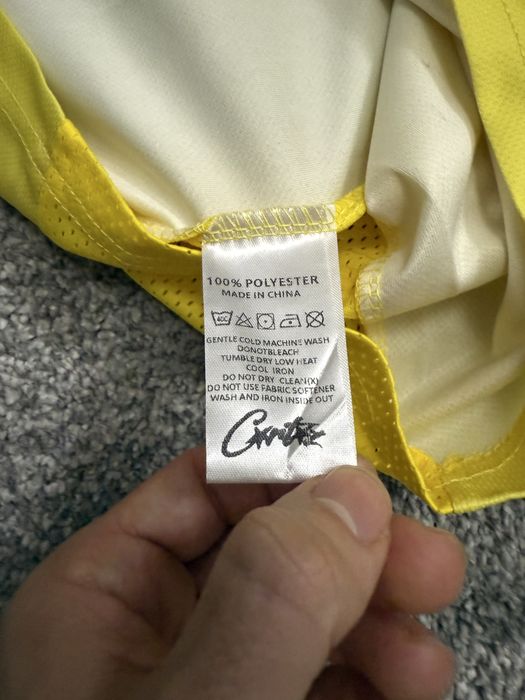 100% POLYESTER
MADE IN CHINA
40C
GENTLE COLD MACHINE WASH
DONOTBLEACH
TUMBLE DRY LOW HEAT
COOL IRON
DO NOT DRY CLEAN(X)
DO NOT USE FABRIC SOFTENER
WASH AND IRON INSIDE OUT